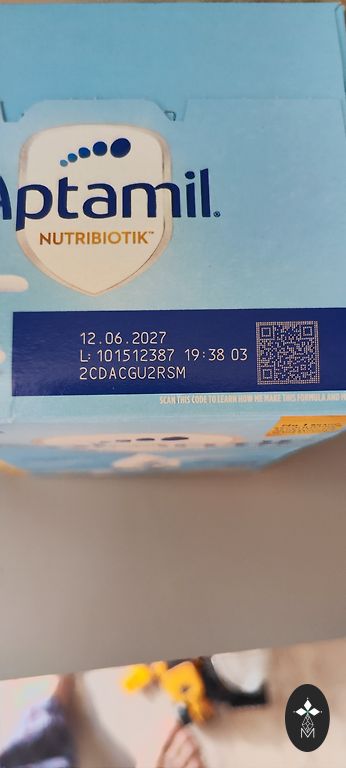 Aptamil®
NUTRIBIOTIK™
12.06.2027
L: 101512387 19:38 03
2CDACGU2RSM
SCAN THIS CODE TO LEARN HOW WE MAKE THIS FORMULA AND